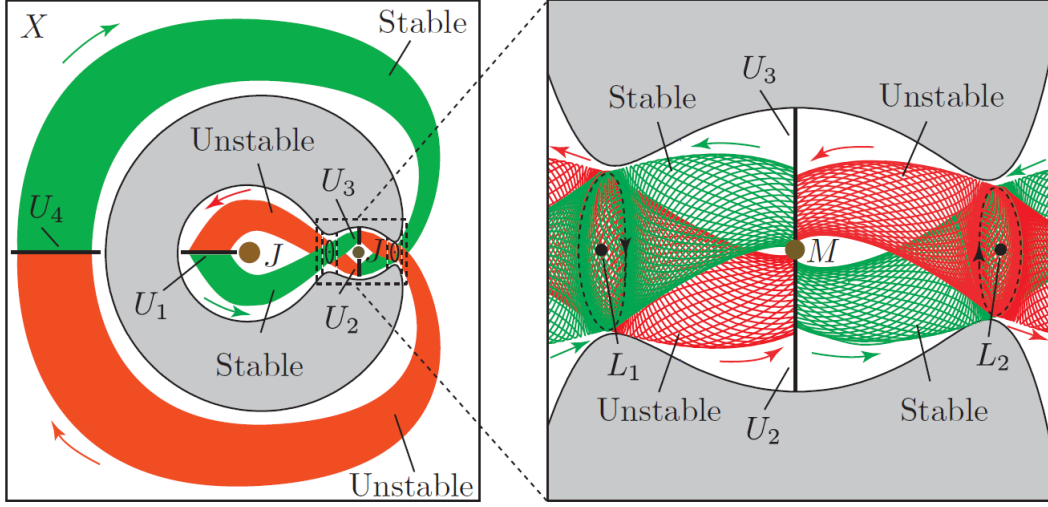 X
Stable
Unstable
U4
U3
J
J
U1
U2
Stable
Unstable
U3
Stable
Unstable
M
L1
L2
Unstable
Stable
U2